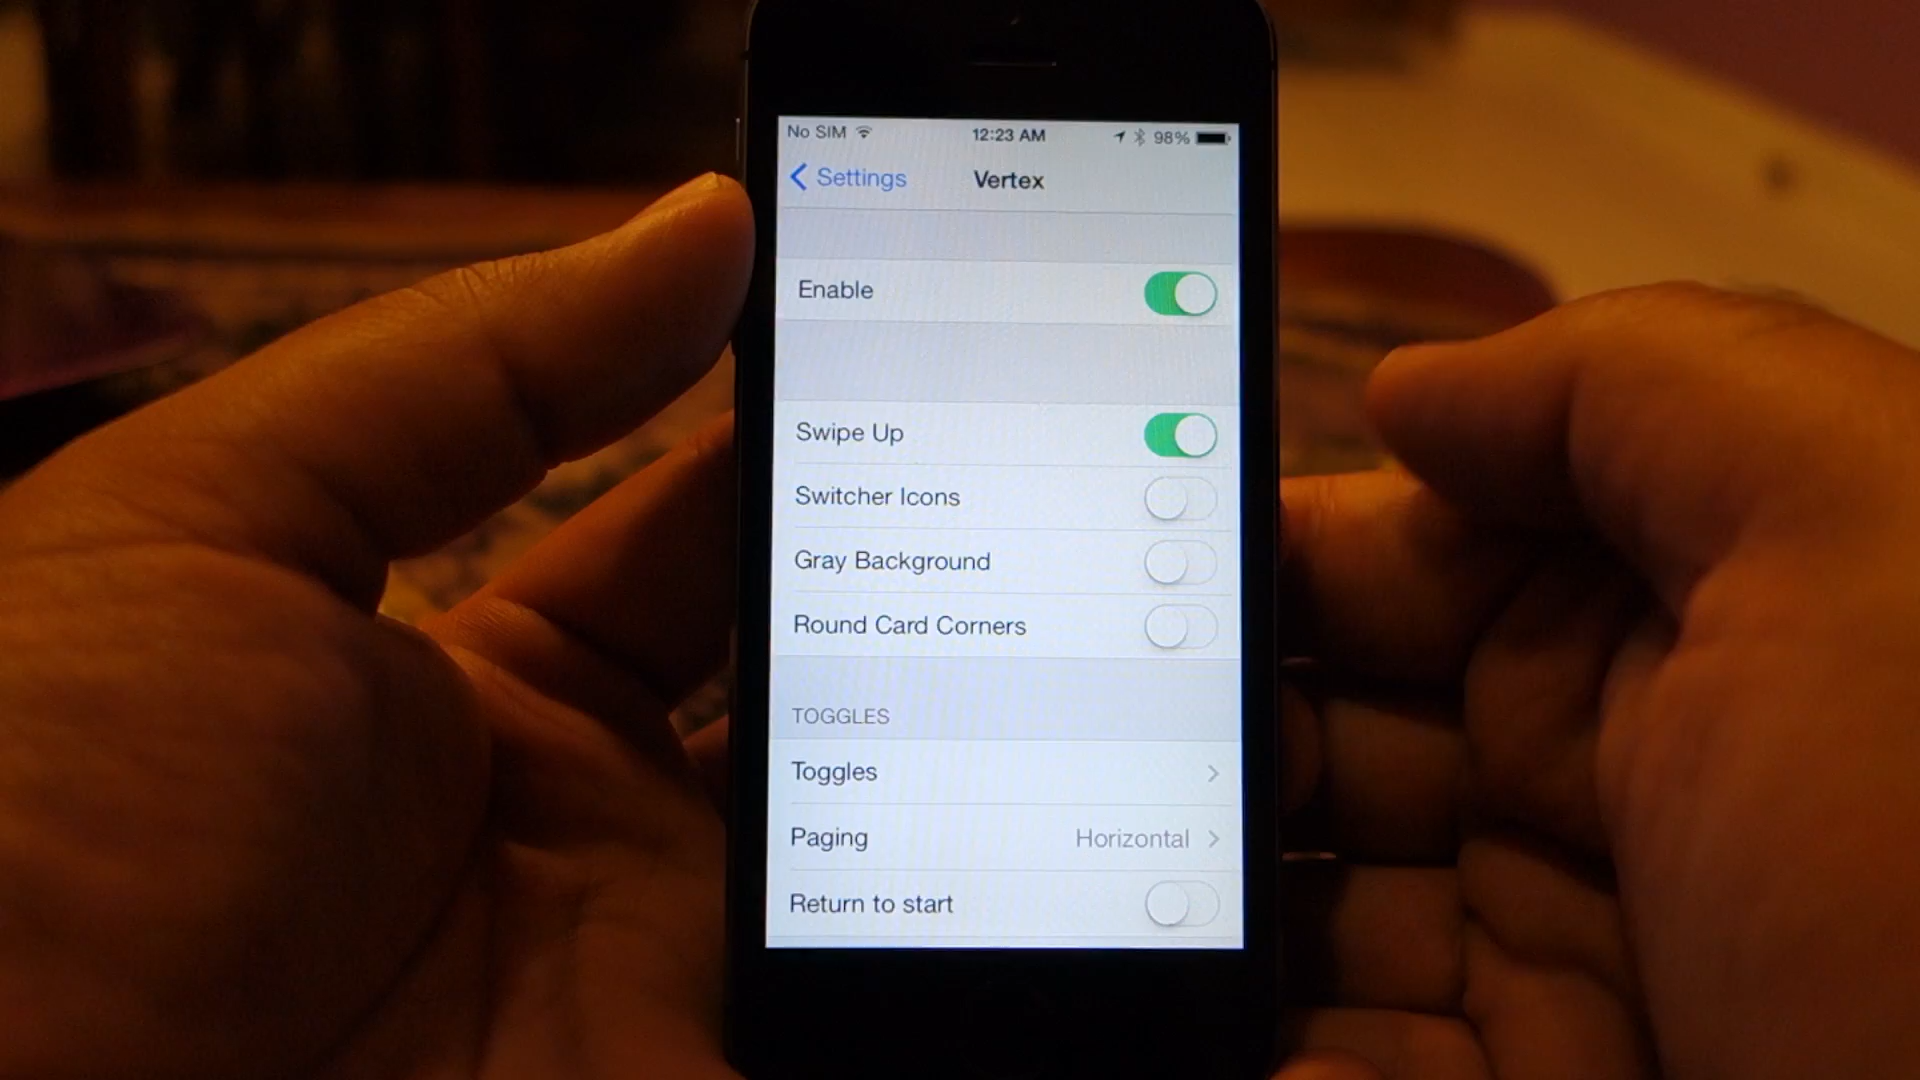 No SIM 12:23 AM 98%
Settings Vertex
Enable
Swipe Up
Switcher Icons
Gray Background
Round Card Corners
TOGGLES
Toggles
Paging Horizontal
Return to start